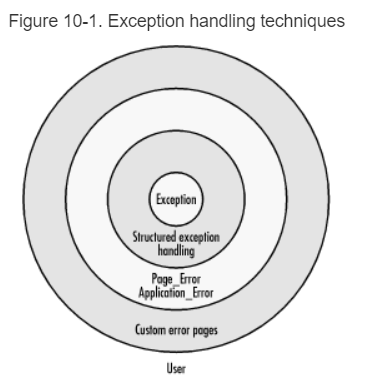 Figure 10-1. Exception handling techniques
Exception
Structured exception
handling
Page_Error
Application_Error
Custom error pages
User